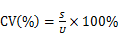 CV(%) = S/U × 100%